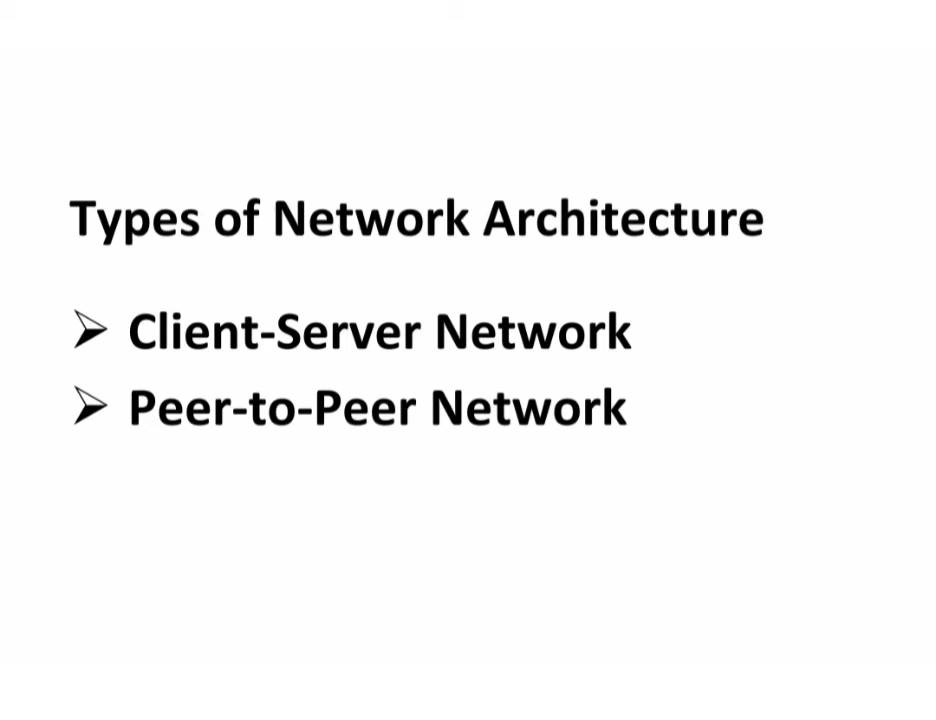 Types of Network Architecture
➢ Client-Server Network
➢ Peer-to-Peer Network